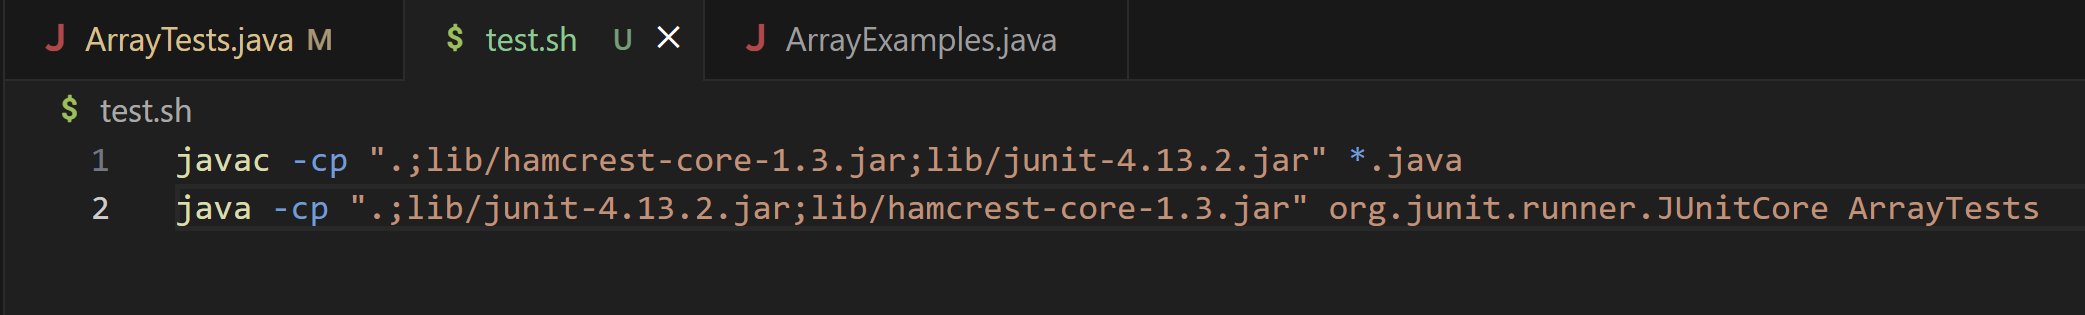 J ArrayTests.java M $ test.sh U × J ArrayExamples.java
$ test.sh
1 javac -cp ".;lib/hamcrest-core-1.3.jar;lib/junit-4.13.2.jar" *.java
2 java -cp ".;lib/junit-4.13.2.jar;lib/hamcrest-core-1.3.jar" org.junit.runner.JUnitCore ArrayTests